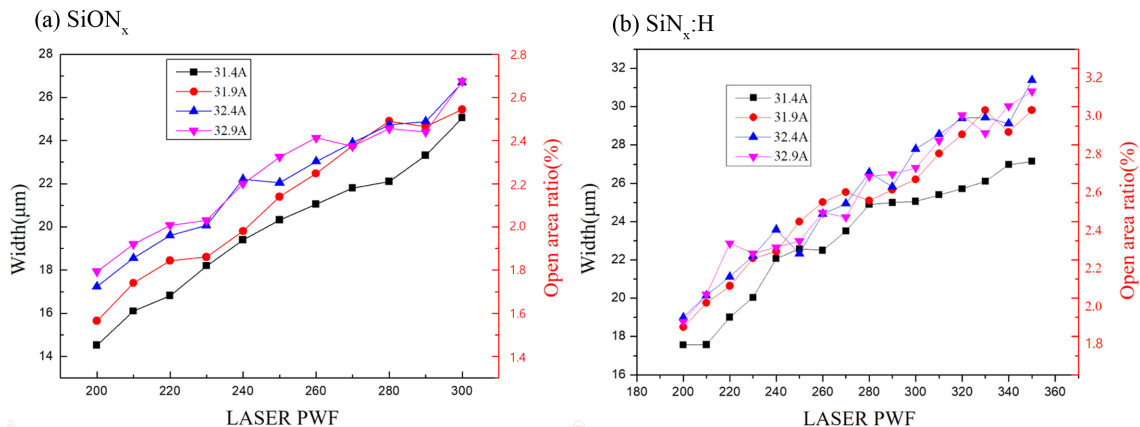 (a) SiONx
28
26
24
22
20
18
16
14
Width(μm)
31.4A
31.9A
32.4A
32.9A
2.8
2.6
2.4
2.2
2.0
1.8
1.6
1.4
Open area ratio(%)
200 220 240 260 280 300
LASER PWF
(b) SiNx:H
32
30
28
26
24
22
20
18
16
Width(μm)
31.4A
31.9A
32.4A
32.9A
3.2
3.0
2.8
2.6
2.4
2.2
2.0
1.8
Open area ratio(%)
180 200 220 240 260 280 300 320 340 360
LASER PWF